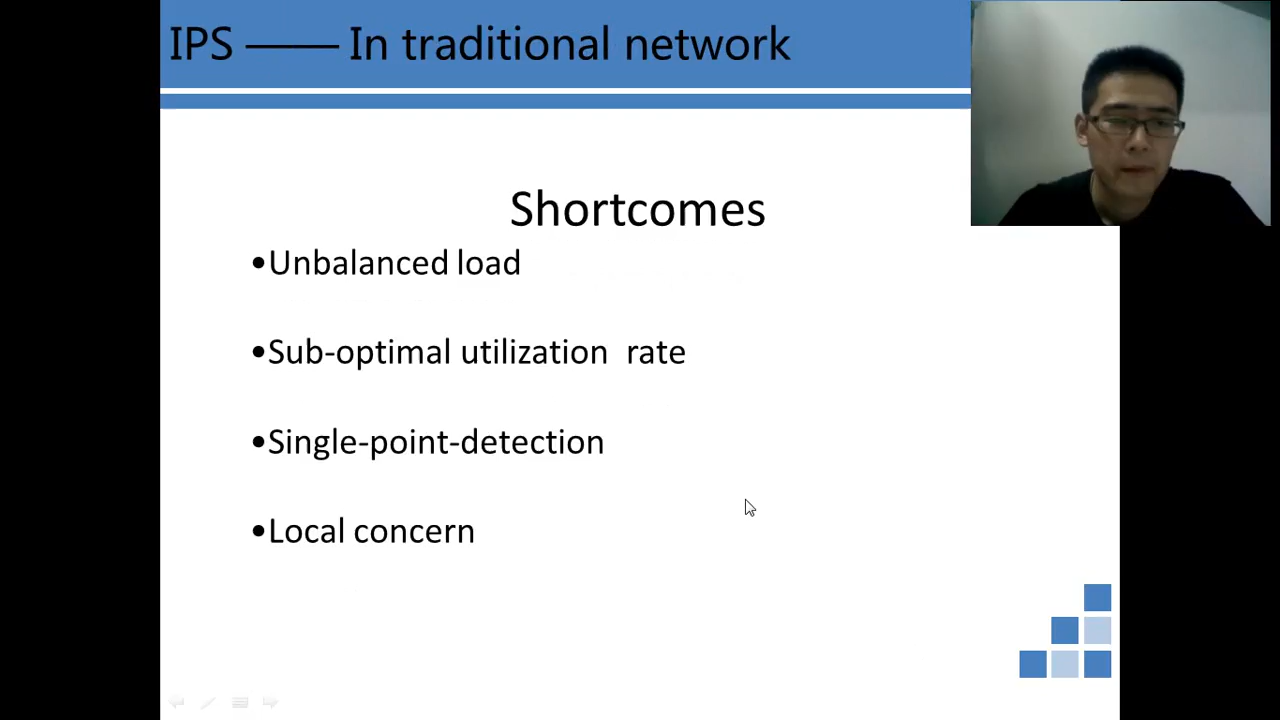 IPS —— In traditional network
Shortcomes
•Unbalanced load
•Sub-optimal utilization rate
•Single-point-detection
•Local concern